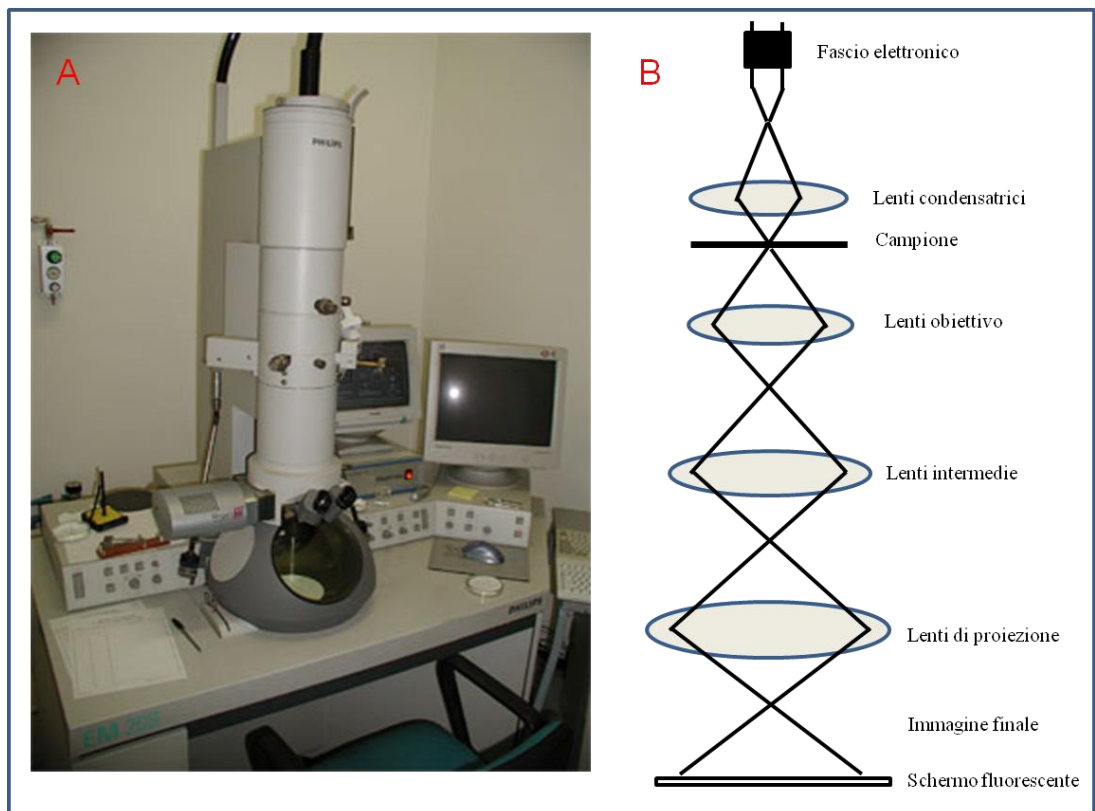 A
PHILIPS
PHILIPS
EM 208
B
Fascio elettronico
Lenti condensatrici
Campione
Lenti obiettivo
Lenti intermedie
Lenti di proiezione
Immagine finale
Schermo fluorescente